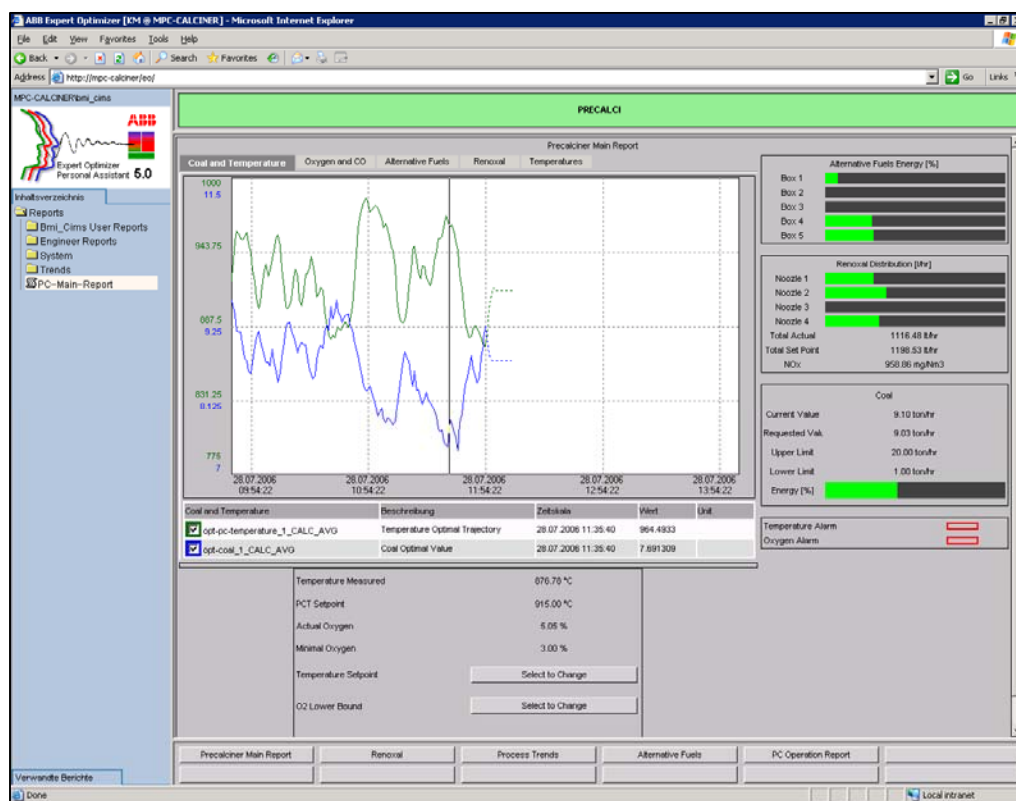 ABB Expert Optimizer [KM @ MPC-CALCINER] - Microsoft Internet Explorer
File Edit View Favorites Tools Help
Back Search Favorites
Address http://mpc-calciner/eo/ Go Links
MPC-CALCINER\bmi_cims
ABB
Expert Optimizer
Personal Assistant 5.0
Inhaltsverzeichnis
Reports
Bmi_Cims User Reports
Engineer Reports
System
Trends
PC-Main-Report
PRECALCI
Precalciner Main Report
Coal and Temperature Oxygen and CO Alternative Fuels Renoxal Temperatures
1000
11.5
943.75
887.5
9.25
831.25
8.125
775
7
28.07.2006 28.07.2006 28.07.2006 28.07.2006 28.07.2006
09:54:22 10:54:22 11:54:22 12:54:22 13:54:22
Coal and Temperature Beschreibung Zeitskala Wert Unit
opt-pc-temperature_1_CALC_AVG Temperature Optimal Trajectory 28.07.2006 11:35:40 964.4933
opt-coal_1_CALC_AVG Coal Optimal Value 28.07.2006 11:35:40 7.691309
Temperature Measured 876.78 °C
PCT Setpoint 915.00 °C
Actual Oxygen 5.05 %
Minimal Oxygen 3.00 %
Temperature Setpoint Select to Change
O2 Lower Bound Select to Change
Alternative Fuels Energy [%]
Box 1
Box 2
Box 3
Box 4
Box 5
Renoxal Distribution [l/hr]
Noozle 1
Noozle 2
Noozle 3
Noozle 4
Total Actual 1116.48 lt/hr
Total Set Point 1198.53 lt/hr
NOx 958.86 mg/Nm3
Coal
Current Value 9.10 ton/hr
Requested Val. 9.03 ton/hr
Upper Limit 20.00 ton/hr
Lower Limit 1.00 ton/hr
Energy [%]
Temperature Alarm
Oxygen Alarm
Precalciner Main Report Renoxal Process Trends Alternative Fuels PC Operation Report
Verwandte Berichte
Done Local intranet